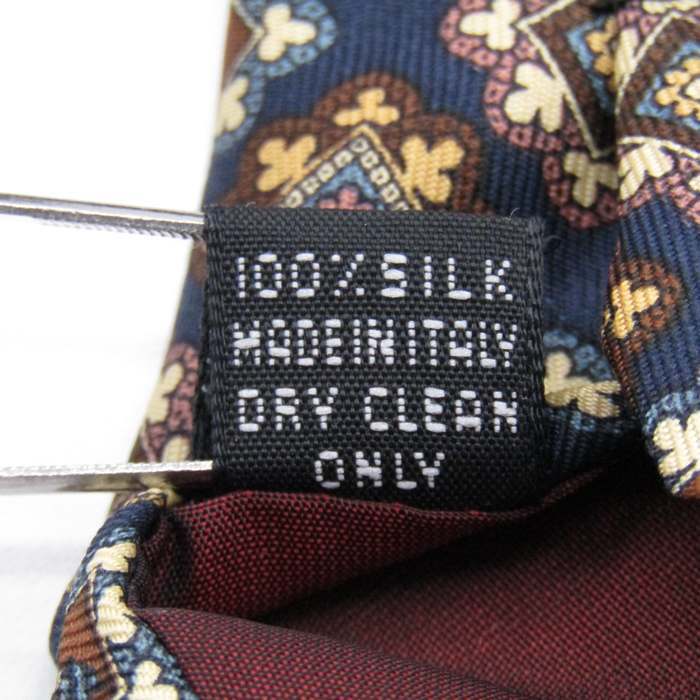 100% SILK
MADE IN ITALY
DRY CLEAN
ONLY